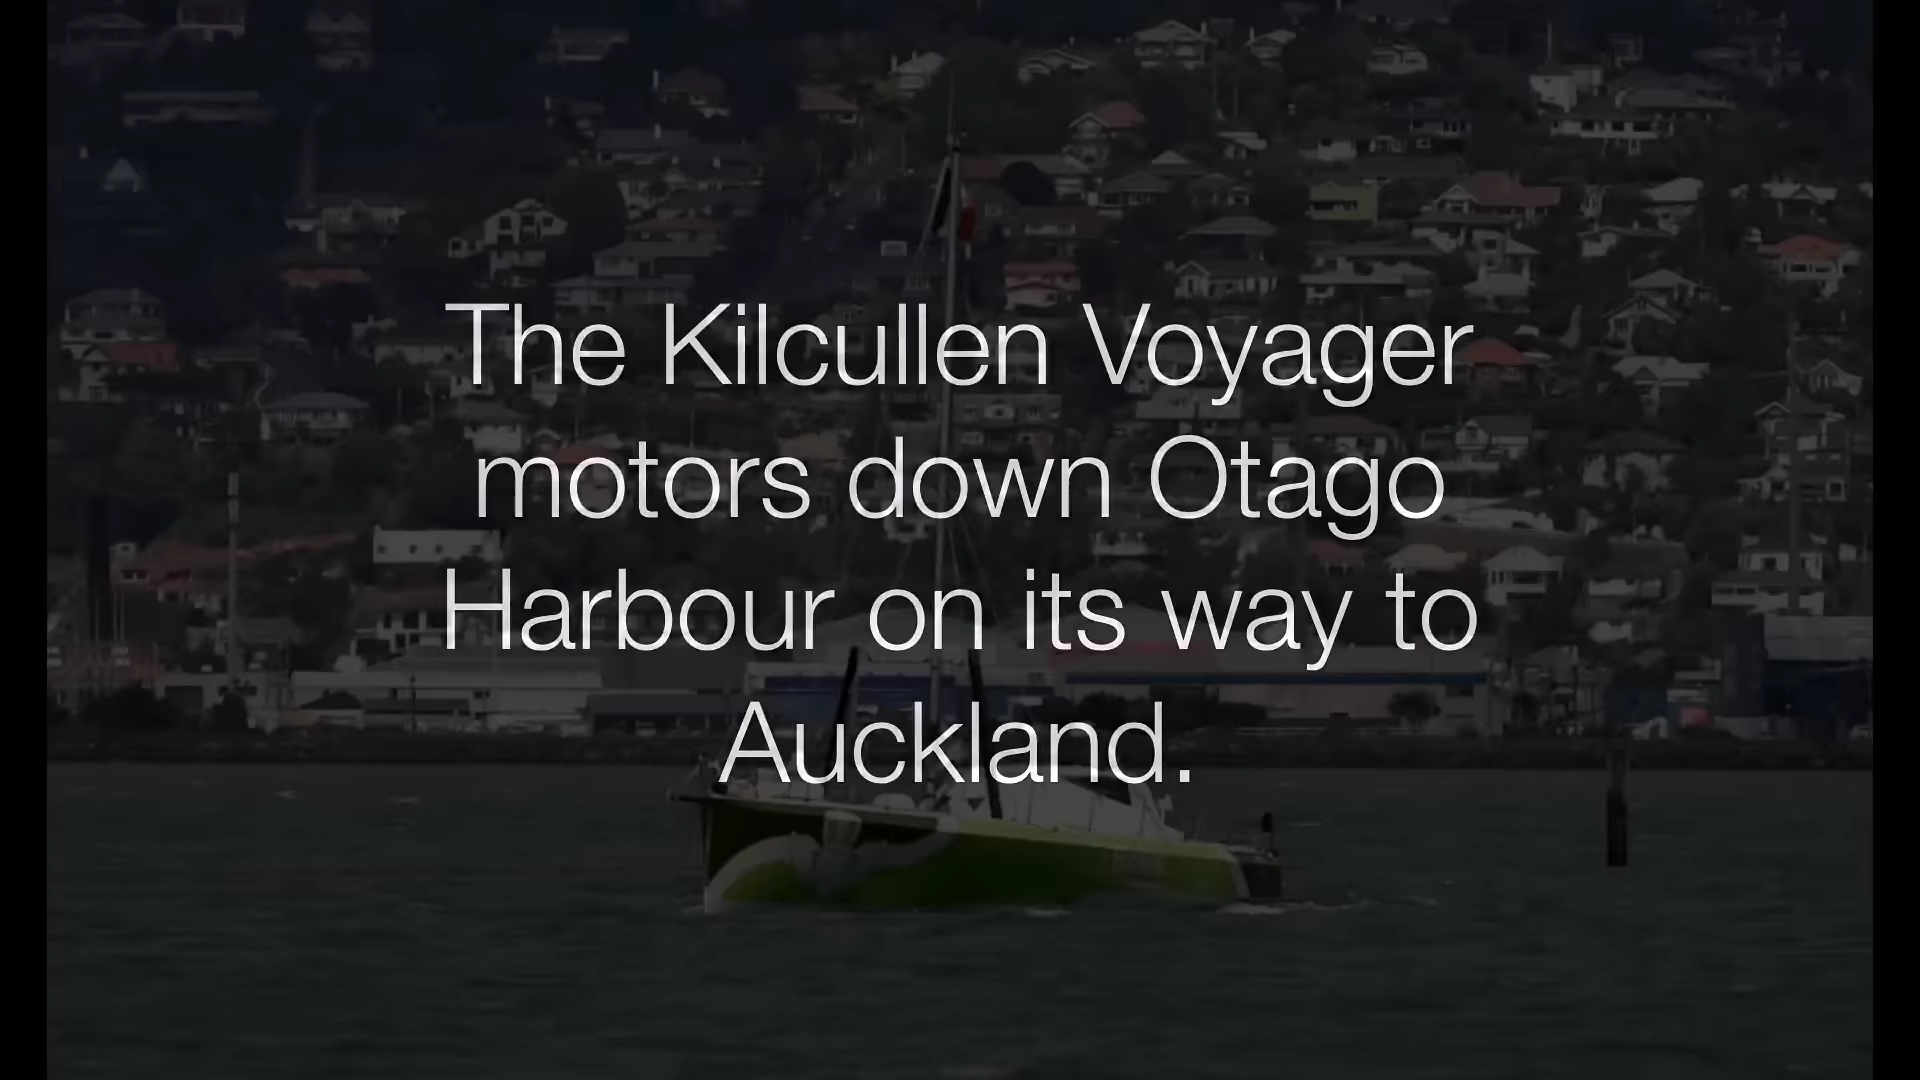 The Kilcullen Voyager
motors down Otago
Harbour on its way to
Auckland.